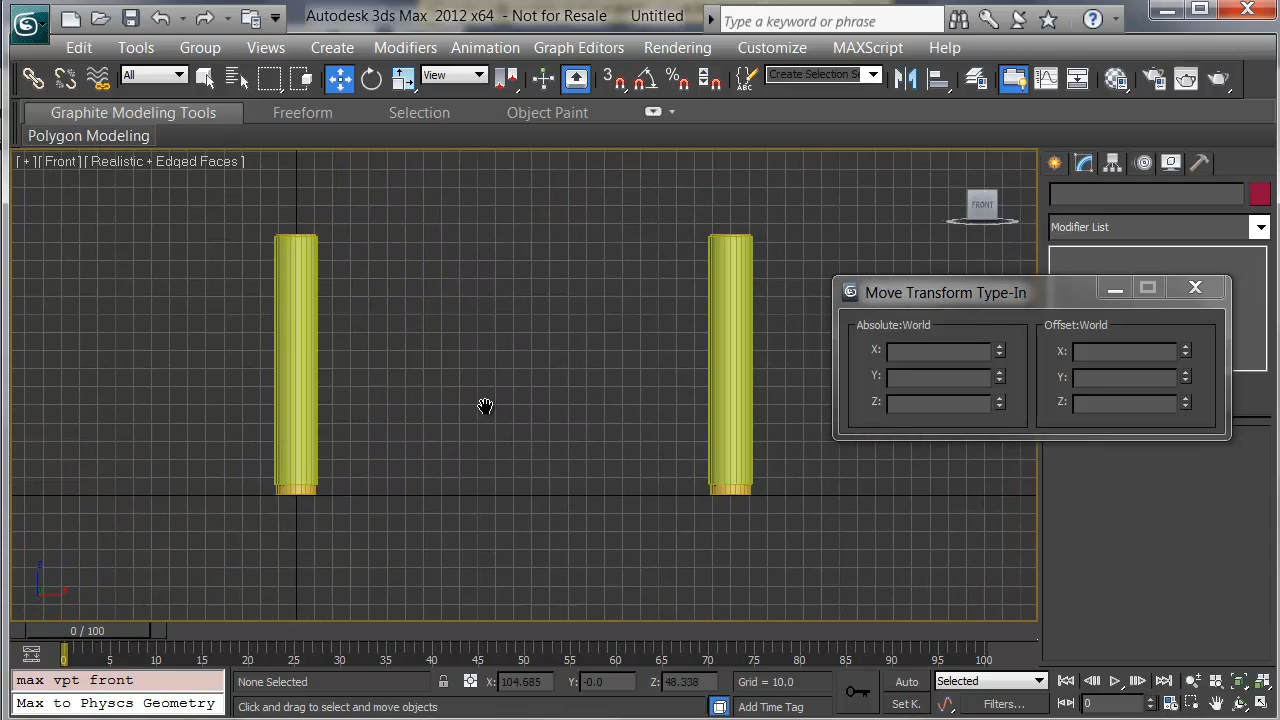 Autodesk 3ds Max 2012 x64 - Not for Resale Untitled
Type a keyword or phrase
Edit Tools Group Views Create Modifiers Animation Graph Editors Rendering Customize MAXScript Help
All View 3 ABC Create Selection Se
Graphite Modeling Tools Freeform Selection Object Paint
Polygon Modeling
[ + ] [ Front ] [ Realistic + Edged Faces ]
FRONT
Modifier List
Move Transform Type-In
Absolute:World Offset:World
X: X:
Y: Y:
Z: Z:
z x
0 / 100
0 5 10 15 20 25 30 35 40 45 50 55 60 65 70 75 80 85 90 95 100
max vpt front None Selected X: 104.685 Y: -0.0 Z: 48.338 Grid = 10.0 Auto Selected
Max to Physcs Geometry Click and drag to select and move objects Add Time Tag Set K. Filters... 0